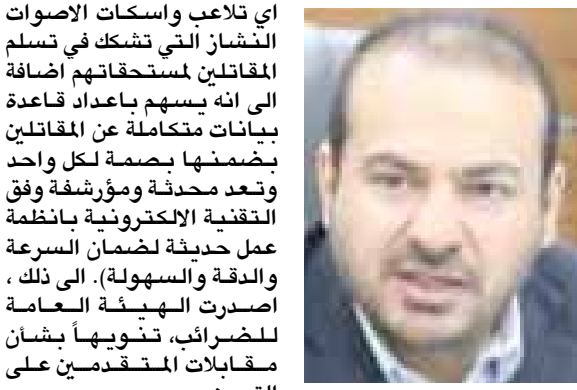 اي تلاعب واسكات الاصوات
النشاز التي تشكك في تسلم
المقاتلين لمستحقاتهم اضافة
الى انه يسهم باعداد قاعدة
بيانات متكاملة عن المقاتلين
بضمنها بصمة لكل واحد
وتعد محدثة ومؤرشفة وفق
التقنية الالكترونية بانظمة
عمل حديثة لضمان السرعة
والدقة والسهولة). الى ذلك ،
اصدرت الهيئة العامة
للضرائب، تنويهاً بشأن
مقابلات المتقدمين على